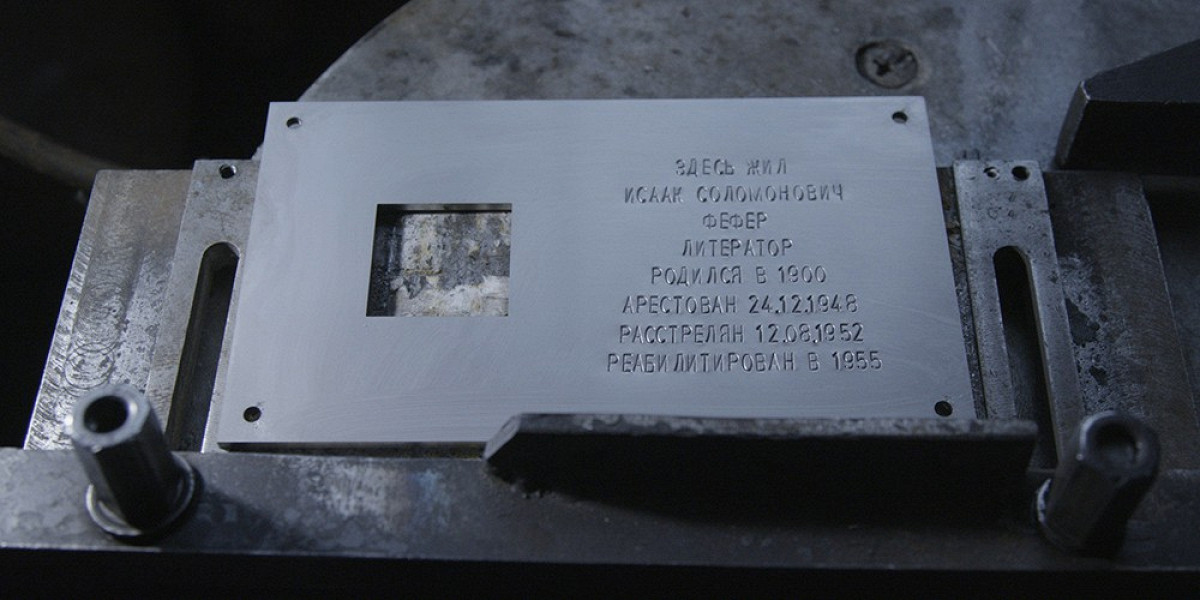 ЗДЕСЬ ЖИЛ
ИСААК СОЛОМОНОВИЧ
ФЕФЕР
ЛИТЕРАТОР
РОДИЛСЯ В 1900
АРЕСТОВАН 24.12.1948
РАССТРЕЛЯН 12.08.1952
РЕАБИЛИТИРОВАН В 1955